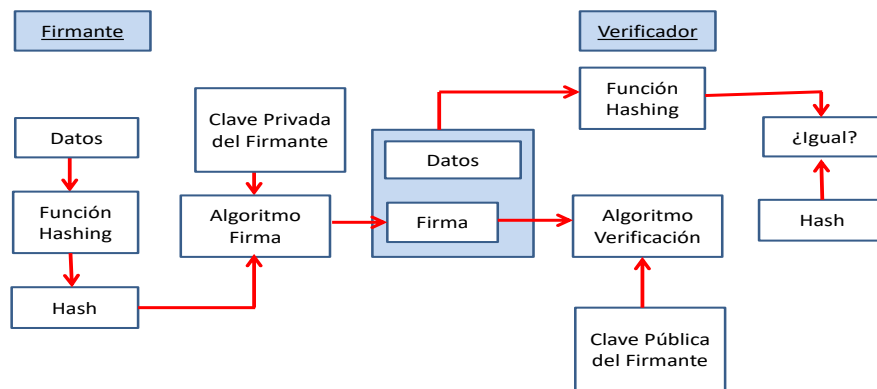 Firmante
Verificador
Datos
Función
Hashing
Hash
Clave Privada
del Firmante
Algoritmo
Firma
Datos
Firma
Función
Hashing
Algoritmo
Verificación
Clave Pública
del Firmante
¿Igual?
Hash